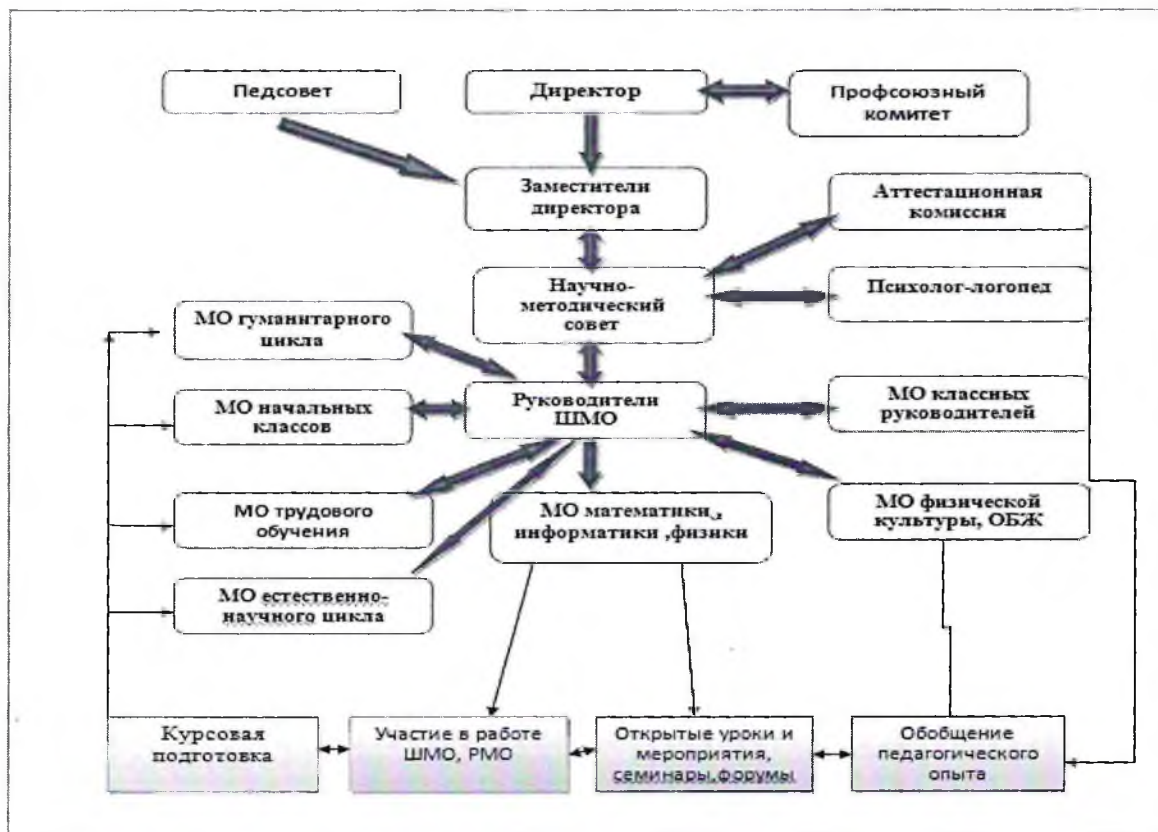 Педсовет
Директор
Профсоюзный
комитет
Заместители
директора
Аттестационная
комиссия
Научно-
методический
совет
Психолог-логопед
МО гуманитарного
цикла
МО начальных
классов
Руководители
ШМО
МО классных
руководителей
МО трудового
обучения
МО математики,,
информатики ,физики
МО физической
культуры, ОБЖ
МО естественно-
научного цикла
Курсовая
подготовка
Участие в работе
ШМО, РМО
Открытые уроки и
мероприятия,
семинары,форумы
Обобщение
педагогического
опыта